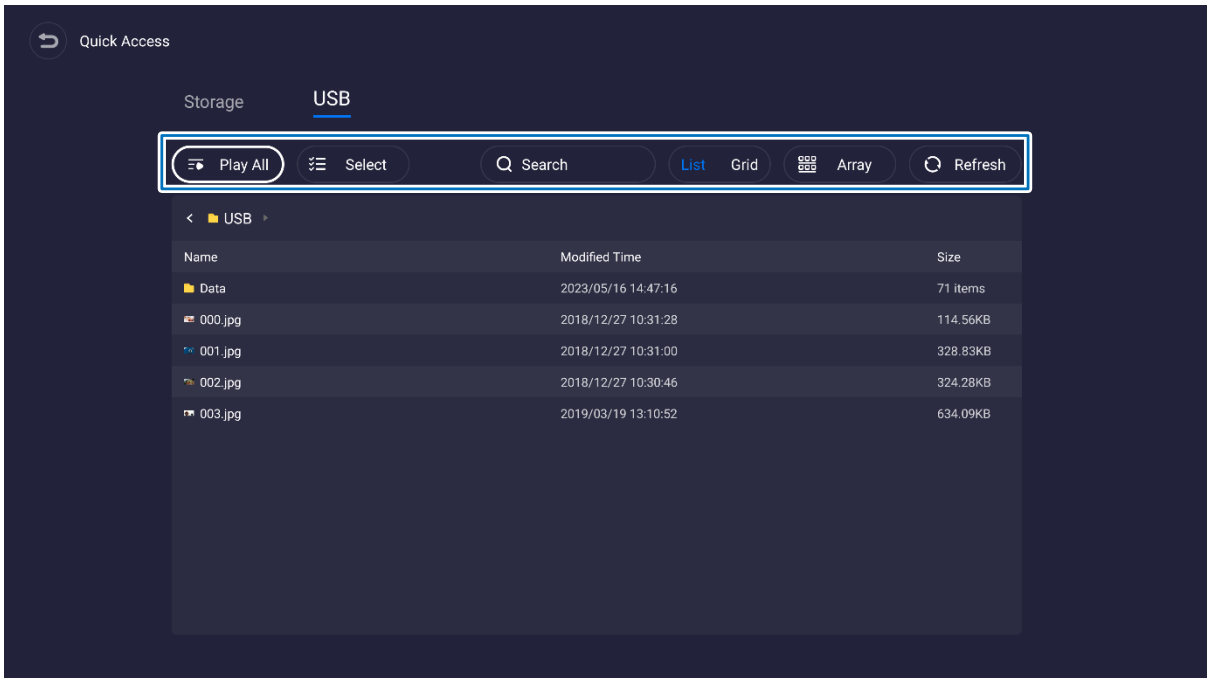 Quick Access
Storage USB
Play All Select Search List Grid Array Refresh
USB
Name Modified Time Size
Data 2023/05/16 14:47:16 71 items
000.jpg 2018/12/27 10:31:28 114.56KB
001.jpg 2018/12/27 10:31:00 328.83KB
002.jpg 2018/12/27 10:30:46 324.28KB
003.jpg 2019/03/19 13:10:52 634.09KB